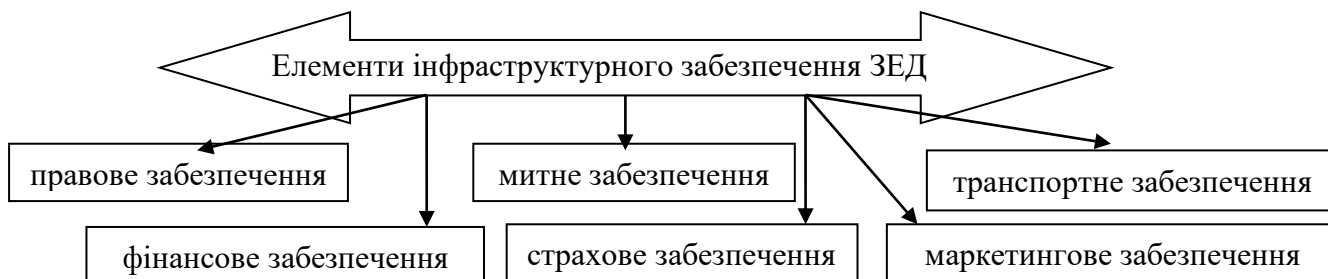 Елементи інфраструктурного забезпечення ЗЕД
правове забезпечення
митне забезпечення
транспортне забезпечення
фінансове забезпечення
страхове забезпечення
маркетингове забезпечення